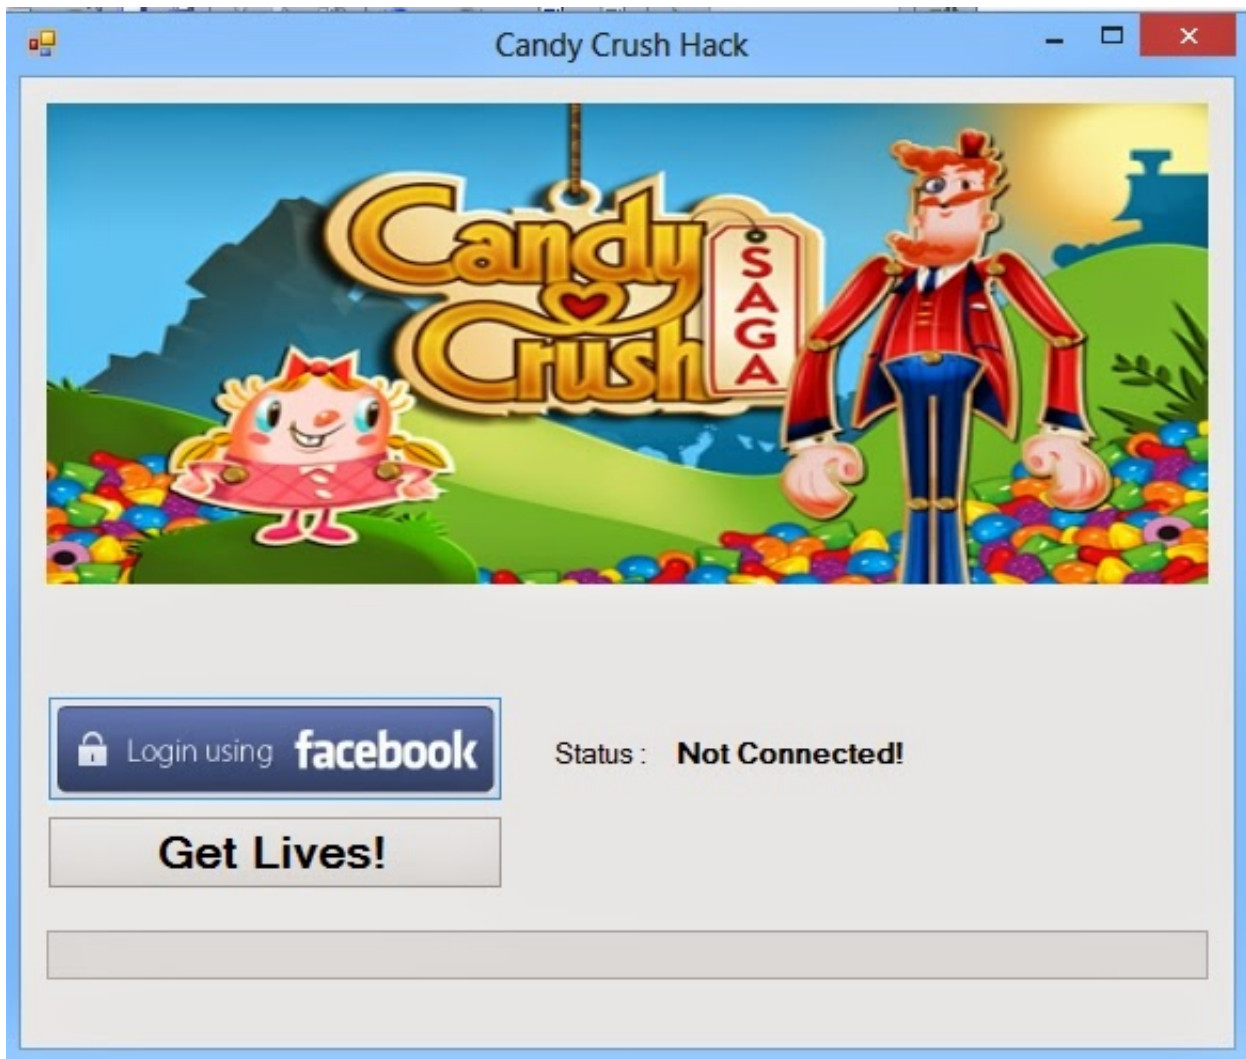 Candy Crush Hack
Candy
Crush
SAGA
Login using facebook
Status : Not Connected!
Get Lives!